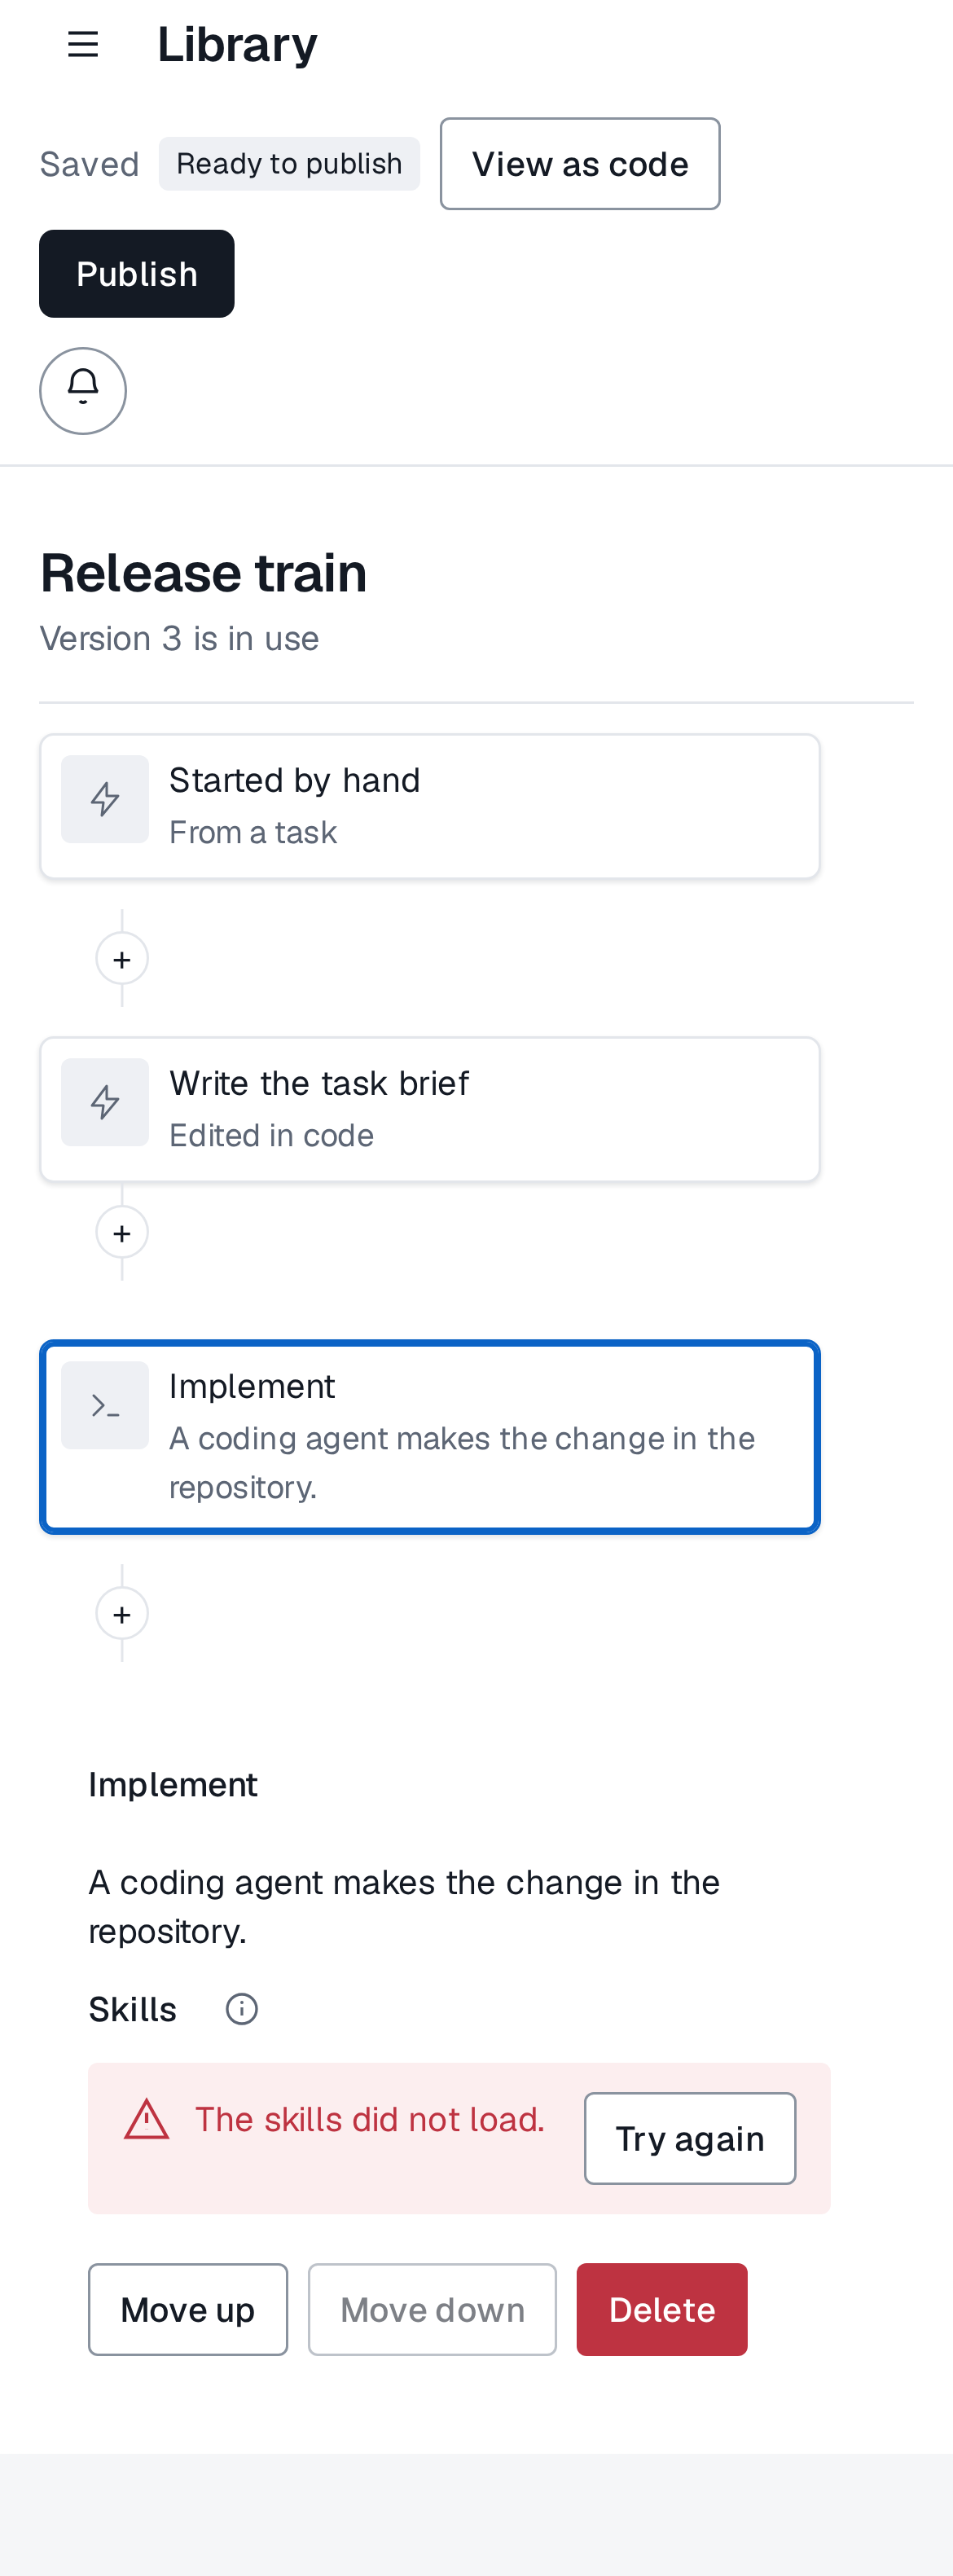 Library
Saved
Ready to publish
View as code
Publish
Release train
Version 3 is in use
Started by hand
From a task
+
Write the task brief
Edited in code
+
Implement
A coding agent makes the change in the
repository.
+
Implement
A coding agent makes the change in the
repository.
Skills
The skills did not load.
Try again
Move up
Move down
Delete